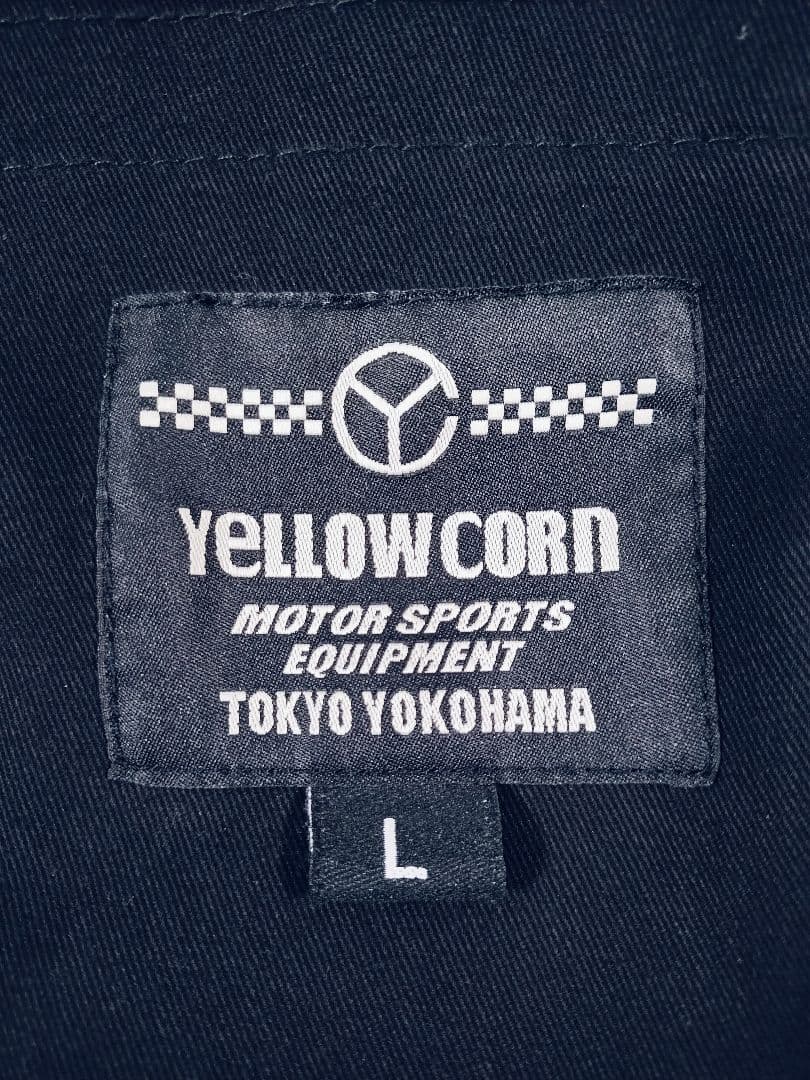 YeLLOWCORn
MOTOR SPORTS
EQUIPMENT
TOKYO YOKOHAMA
L